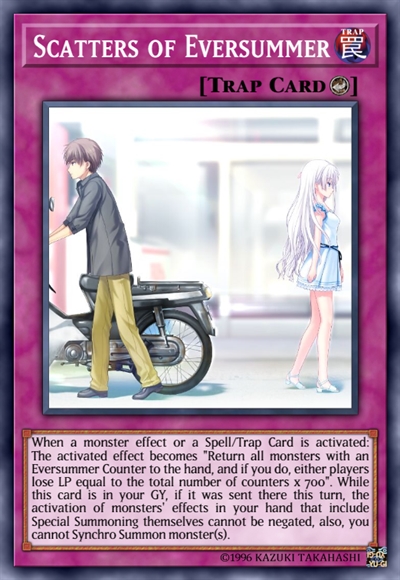 SCATTERS OF EVERSUMMER
TRAP
罠
[TRAP CARD]
When a monster effect or a Spell/Trap Card is activated:
The activated effect becomes "Return all monsters with an
Eversummer Counter to the hand, and if you do, either players
lose LP equal to the total number of counters x 700". While
this card is in your GY, if it was sent there this turn, the
activation of monsters' effects in your hand that include
Special Summoning themselves cannot be negated, also, you
cannot Synchro Summon monster(s).
©1996 KAZUKI TAKAHASHI